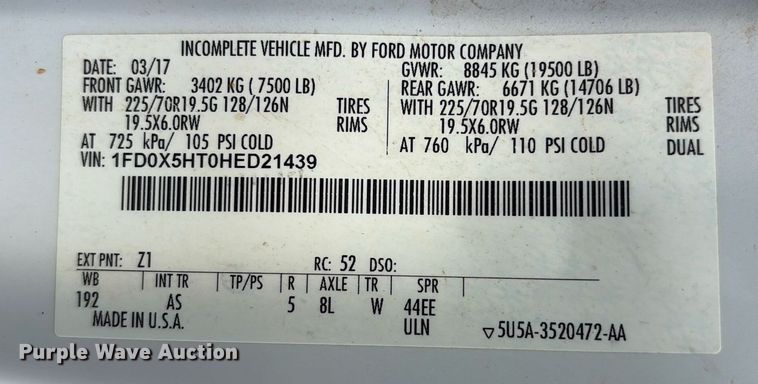 INCOMPLETE VEHICLE MFD. BY FORD MOTOR COMPANY
DATE: 03/17 GVWR: 8845 KG (19500 LB)
FRONT GAWR: 3402 KG ( 7500 LB) REAR GAWR: 6671 KG (14706 LB)
WITH 225/70R19.5G 128/126N TIRES WITH 225/70R19.5G 128/126N TIRES
19.5X6.0RW RIMS 19.5X6.0RW RIMS
AT 725 kPa/ 105 PSI COLD AT 760 kPa/ 110 PSI COLD DUAL
VIN: 1FD0X5HT0HED21439
EXT PNT: Z1 RC: 52 DSO:
WB INT TR TP/PS R AXLE TR SPR
192 AS 5 8L W 44EE
MADE IN U.S.A. ULN ▽5U5A-3520472-AA
Purple Wave Auction